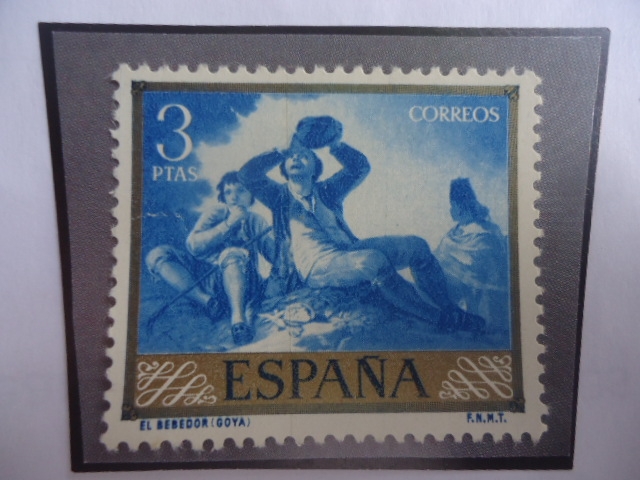 3 CORREOS
PTAS
ESPAÑA
EL BEBEDOR (GOYA) F.N.M.T.